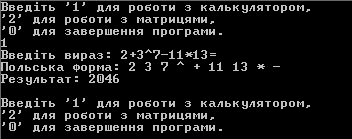 Введіть '1' для роботи з калькулятором,
'2' для роботи з матрицями,
'0' для завершення програми.
1
Введіть вираз: 2+3^7-11*13=
Польська форма: 2 3 7 ^ + 11 13 * -
Результат: 2046
Введіть '1' для роботи з калькулятором,
'2' для роботи з матрицями,
'0' для завершення програми.